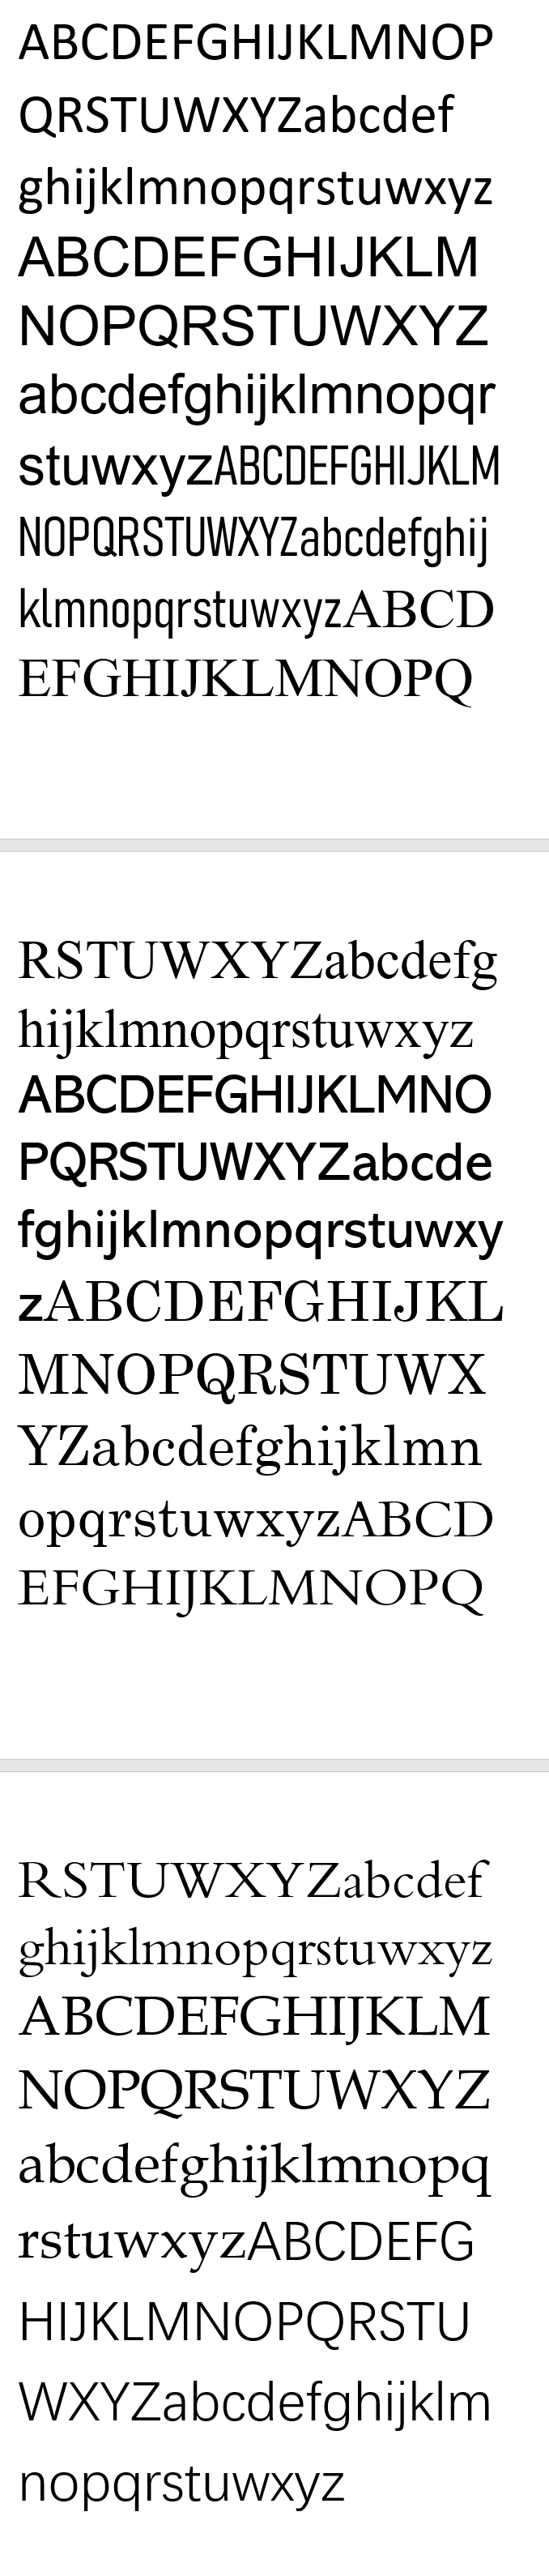 ABCDEFGHIJKLMNOP
QRSTUWXYZabcdef
ghijklmnopqrstuwxyz
ABCDEFGHIJKLM
NOPQRSTUWXYZ
abcdefghijklmnopqr
stuwxyzABCDEFGHIJKLM
NOPQRSTUWXYZabcdefghij
klmnopqrstuwxyzABCD
EFGHIJKLMNOPQ
RSTUWXYZabcdefg
hijklmnopqrstuwxyz
ABCDEFGHIJKLMNO
PQRSTUWXYZabcde
fghijklmnopqrstuwxy
zABCDEFGHIJKL
MNOPQRSTUWX
YZabcdefghijklmn
opqrstuwxyzABCD
EFGHIJKLMNOPQ
RSTUWXYZabcdef
ghijklmnopqrstuwxyz
ABCDEFGHIJKLM
NOPQRSTUWXYZ
abcdefghijklmnopq
rstuwxyzABCDEFG
HIJKLMNOPQRSTU
WXYZabcdefghijklm
nopqrstuwxyz